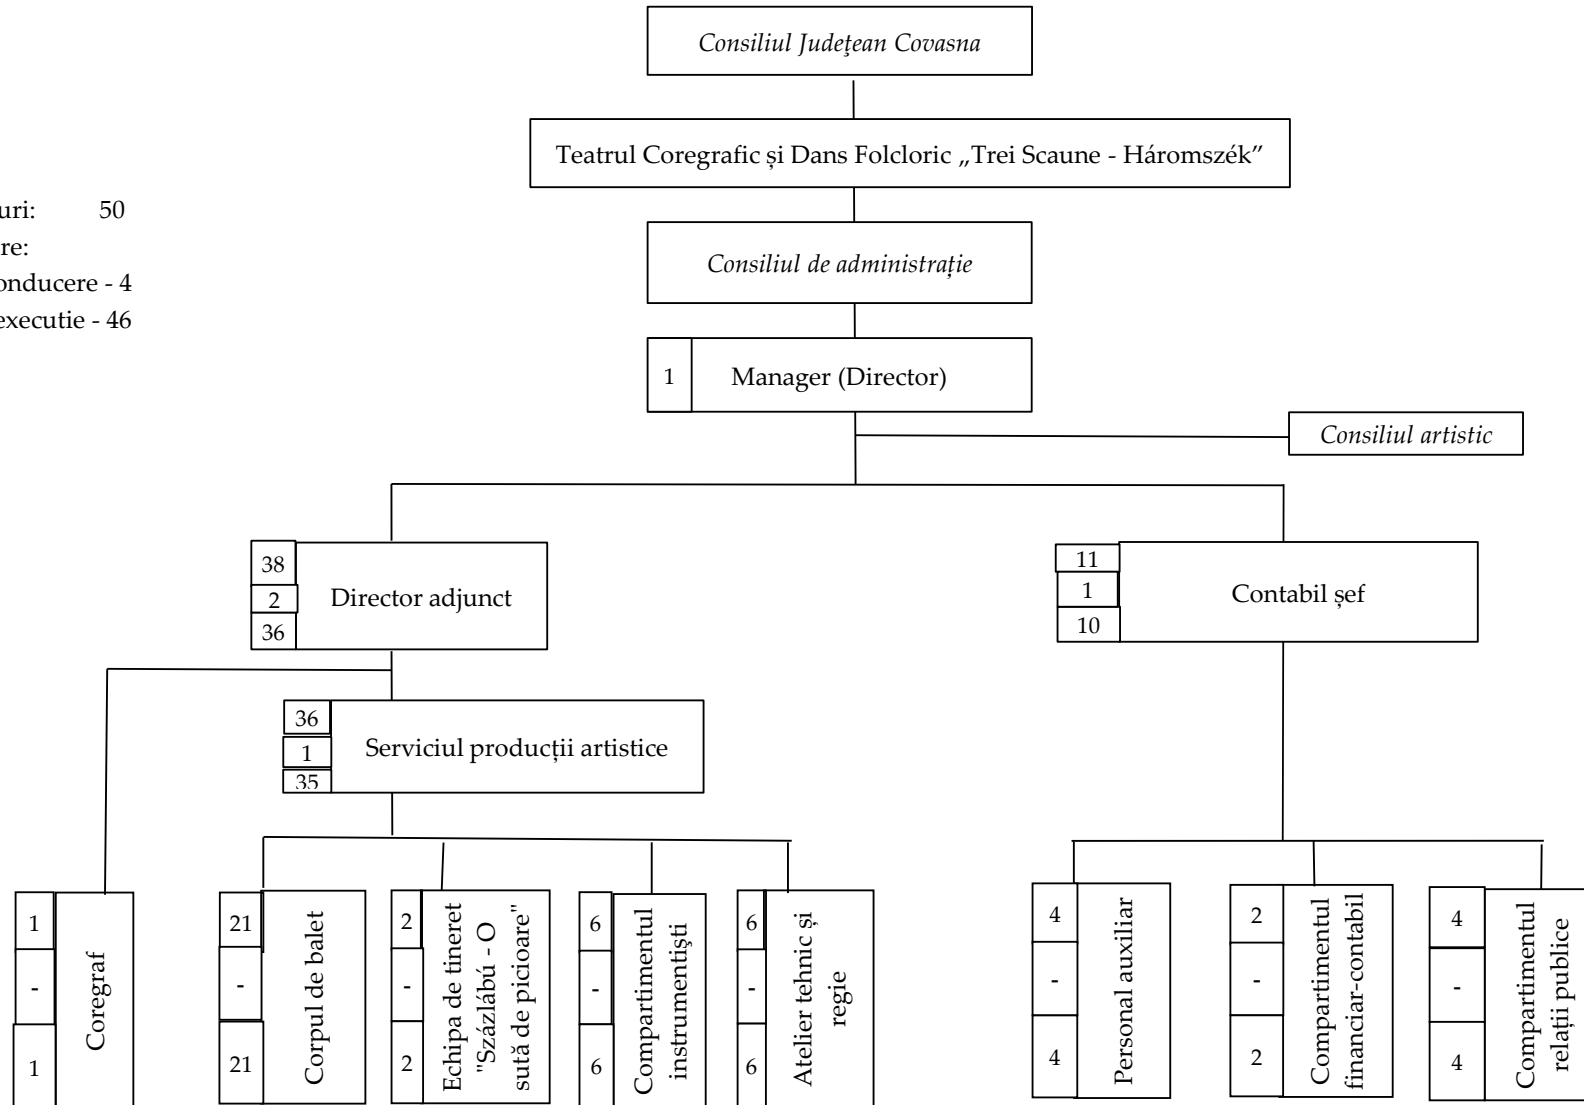 Consiliul Judeţean Covasna
Teatrul Coregrafic și Dans Folcloric „Trei Scaune - Háromszék”
uri: 50
re:
onducere - 4
executie - 46
Consiliul de administrație
1 Manager (Director)
Consiliul artistic
38
2 Director adjunct
36
11
1 Contabil șef
10
36
1 Serviciul producții artistice
35
1
-
1
Coregraf
21
-
21
Corpul de balet
2
-
2
Echipa de tineret
"Százlábú - O
sută de picioare"
6
-
6
Compartimentul
instrumentişti
6
-
6
Atelier tehnic și
regie
4
-
4
Personal auxiliar
2
-
2
Compartimentul
financiar-contabil
4
-
4
Compartimentul
relații publice